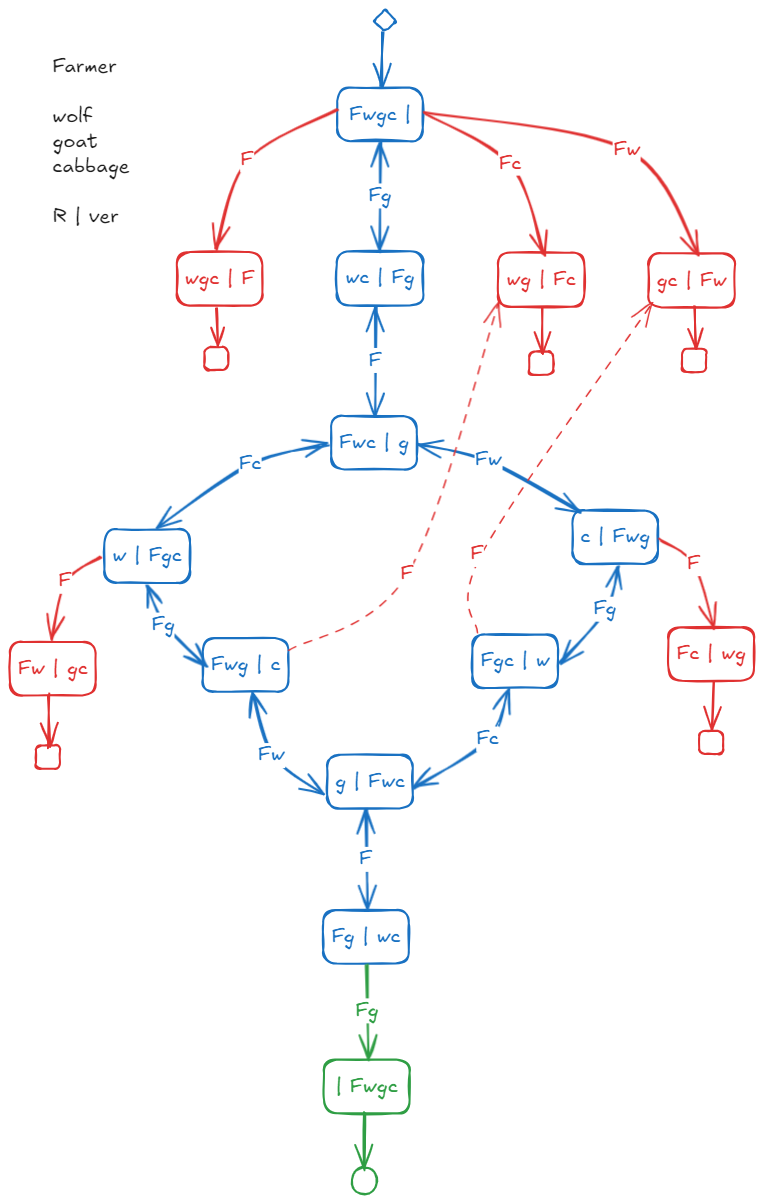 Farmer
wolf
goat
cabbage
R | ver
Fwgc |
F
Fg
Fc
Fw
wgc | F
wc | Fg
wg | Fc
gc | Fw
F
Fwc | g
Fc
Fw
w | Fgc
c | Fwg
F
F
F
F
Fg
Fg
Fw | gc
Fwg | c
Fgc | w
Fc | wg
Fw
Fc
g | Fwc
F
Fg | wc
Fg
| Fwgc